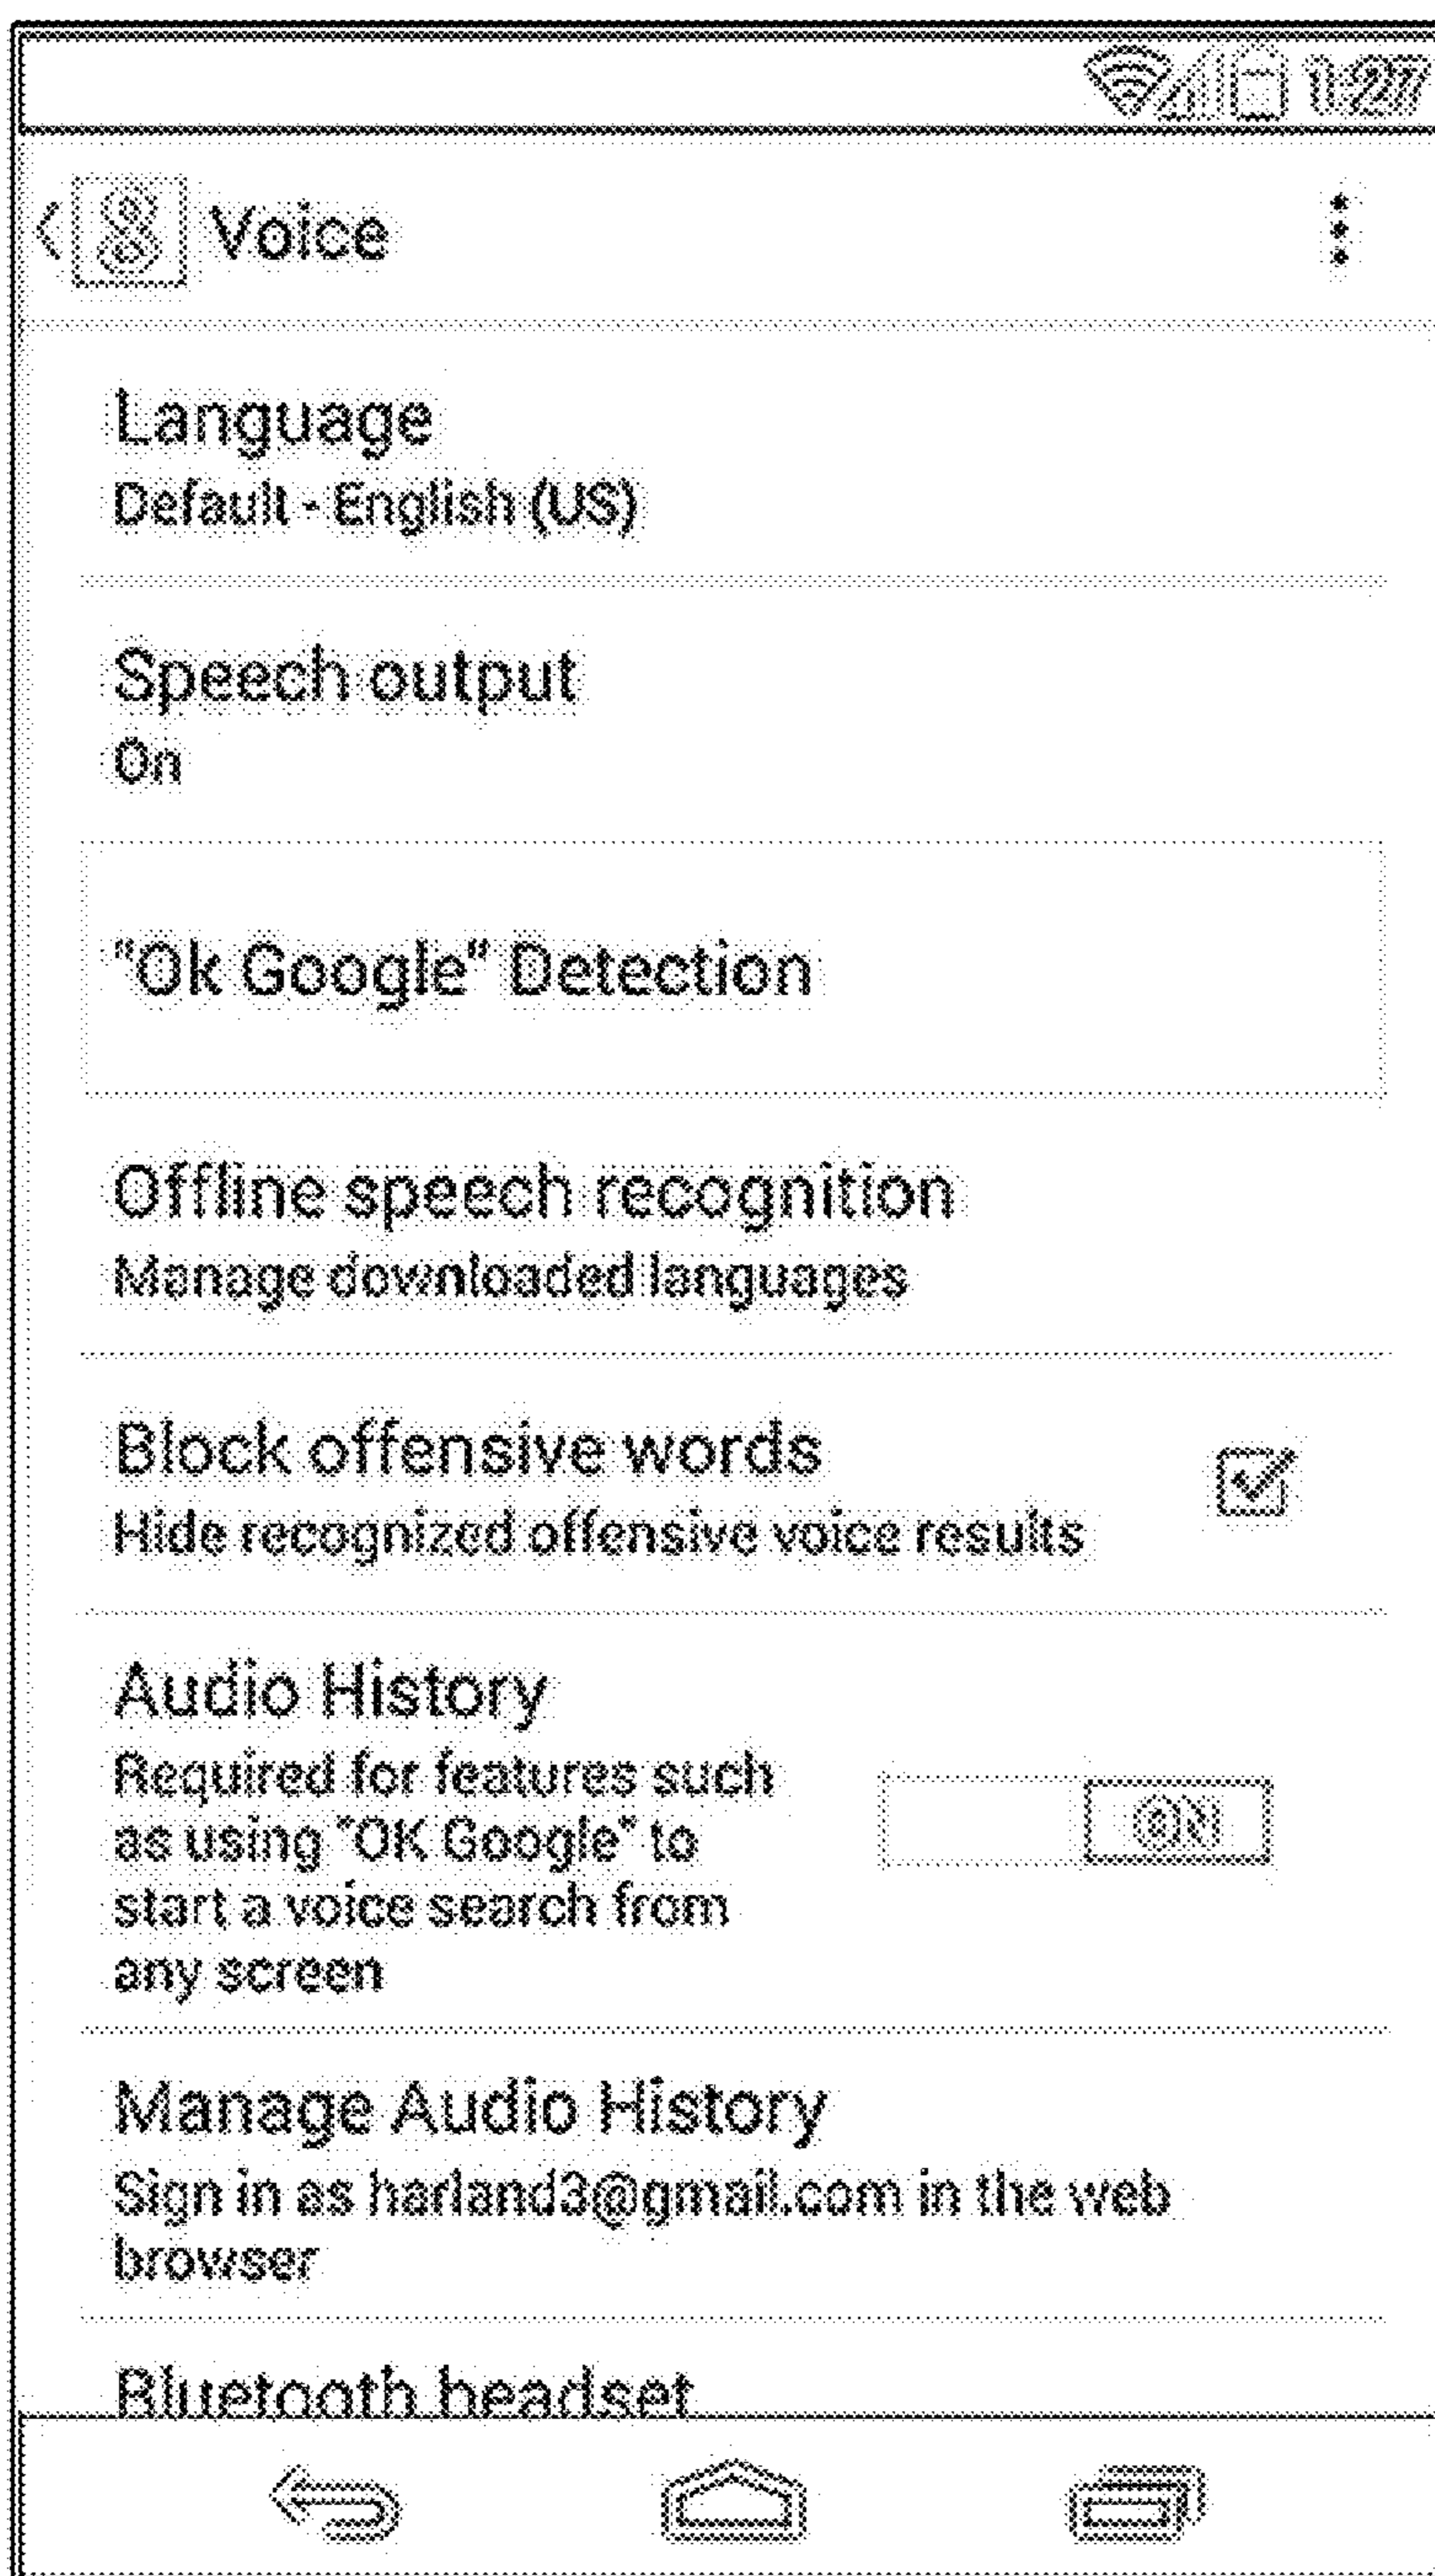 1:27
8 Voice
Language
Default - English (US)
Speech output
On
"Ok Google" Detection
Offline speech recognition
Manage downloaded languages
Block offensive words
Hide recognized offensive voice results
Audio History
Required for features such
as using "OK Google" to
start a voice search from
any screen
ON
Manage Audio History
Sign in as harland3@gmail.com in the web
browser
Bluetooth headset